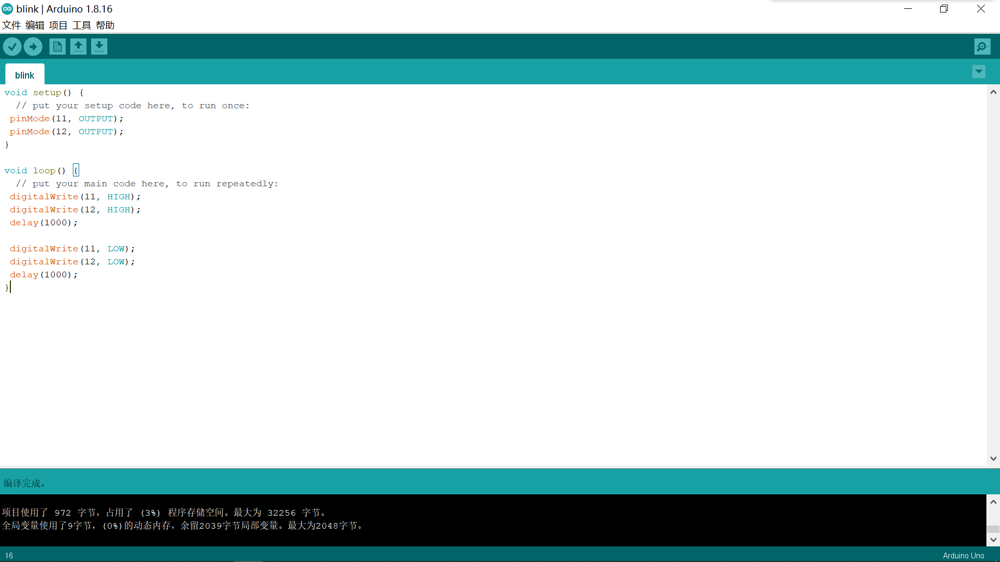 blink | Arduino 1.8.16
文件 编辑 项目 工具 帮助
blink
void setup() {
  // put your setup code here, to run once:
 pinMode(11, OUTPUT);
 pinMode(12, OUTPUT);
}
void loop() {
  // put your main code here, to run repeatedly:
 digitalWrite(11, HIGH);
 digitalWrite(12, HIGH);
 delay(1000);
 digitalWrite(11, LOW);
 digitalWrite(12, LOW);
 delay(1000);
}
编译完成。
项目使用了 972 字节，占用了 (3%) 程序存储空间。最大为 32256 字节。
全局变量使用了9字节，(0%)的动态内存，余留2039字节局部变量。最大为2048字节。
16
Arduino Uno